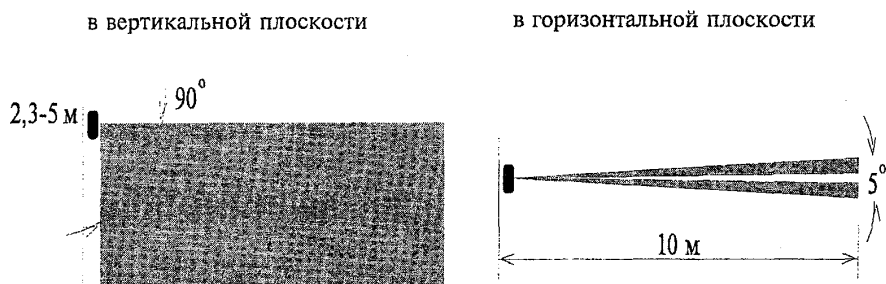 в вертикальной плоскости
в горизонтальной плоскости
2,3-5 м
90°
5°
10 м